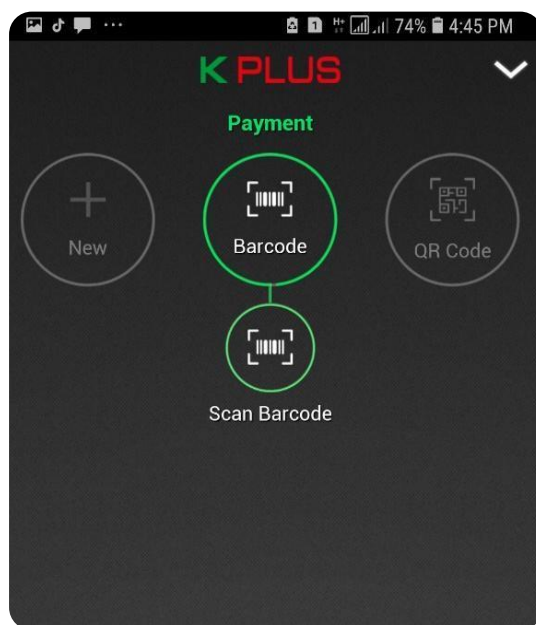 74% 4:45 PM
K PLUS
Payment
New
Barcode
QR Code
Scan Barcode